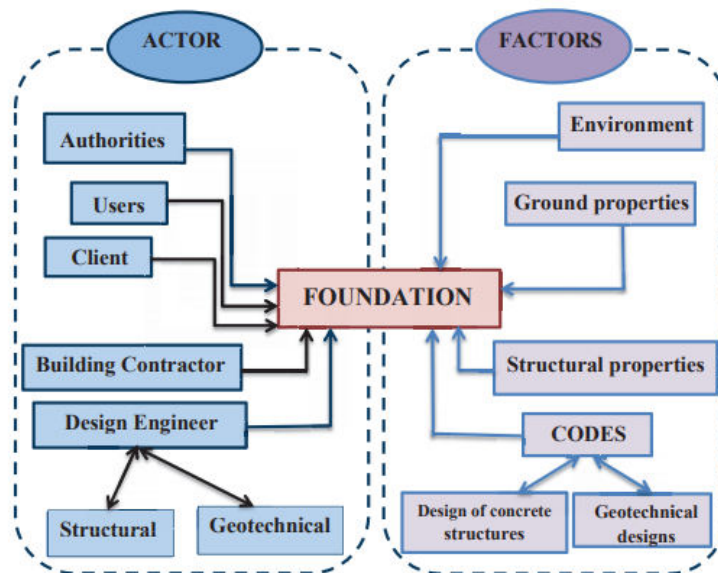 ACTOR
FACTORS
Authorities
Users
Client
Building Contractor
Design Engineer
Structural
Geotechnical
FOUNDATION
Environment
Ground properties
Structural properties
CODES
Design of concrete
structures
Geotechnical
designs